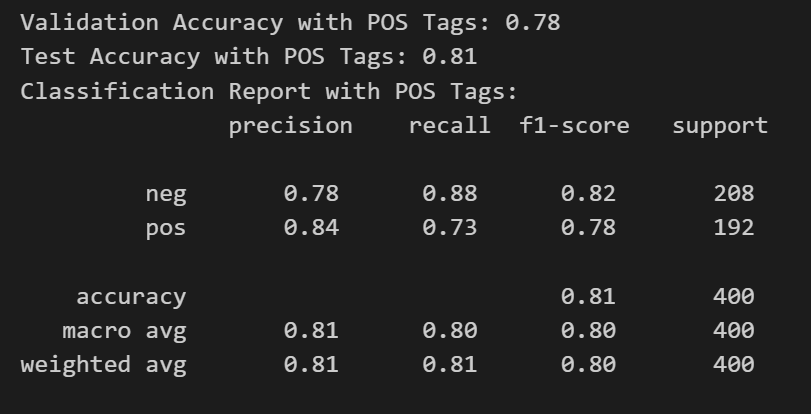 Validation Accuracy with POS Tags: 0.78
Test Accuracy with POS Tags: 0.81
Classification Report with POS Tags:
precision recall f1-score support
neg 0.78 0.88 0.82 208
pos 0.84 0.73 0.78 192
accuracy 0.81 400
macro avg 0.81 0.80 0.80 400
weighted avg 0.81 0.81 0.80 400